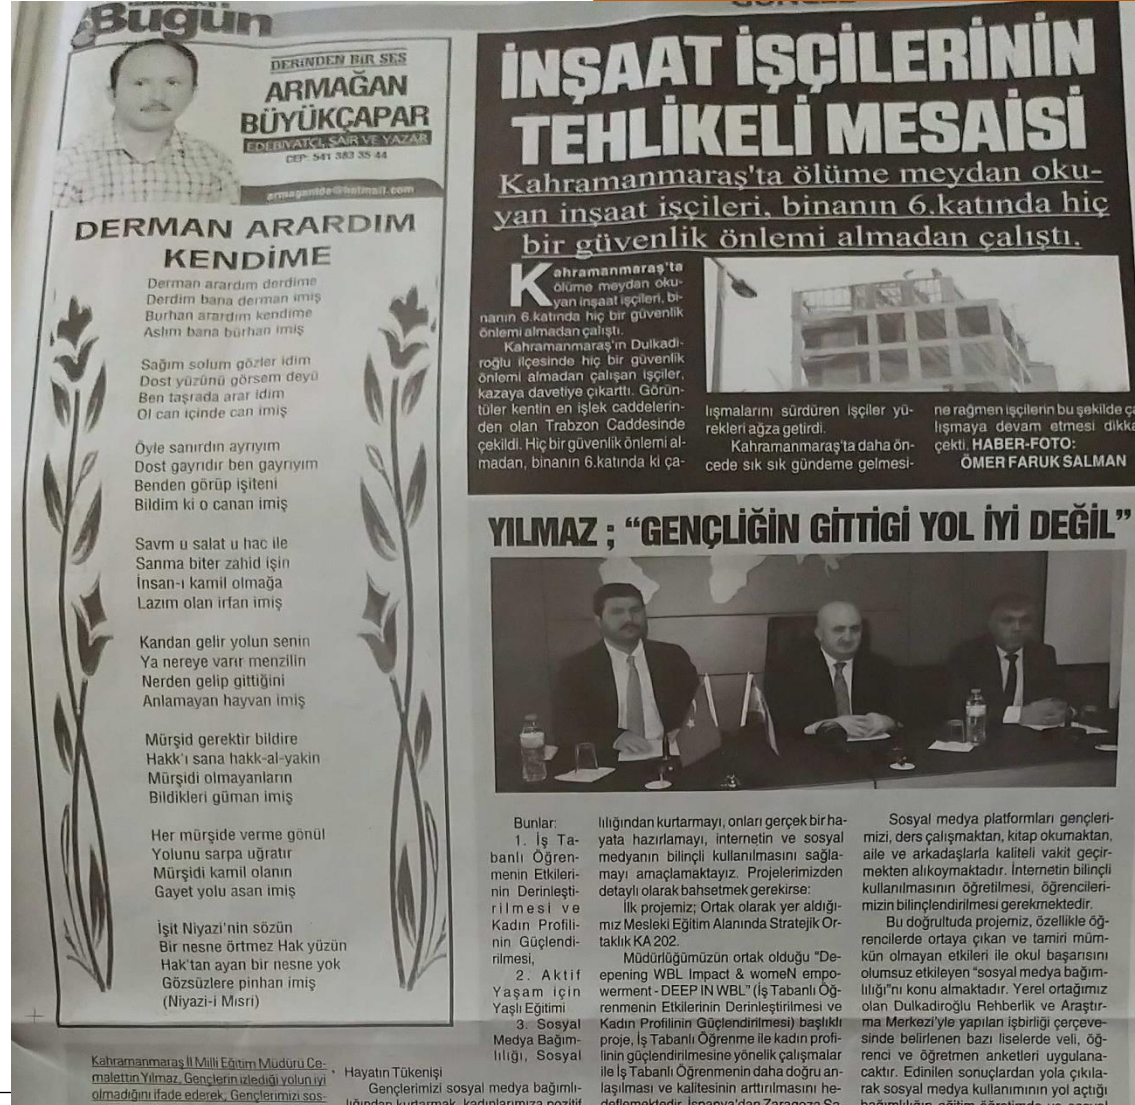 Bugün
DERİNDEN BİR SES
ARMAĞAN
BÜYÜKÇAPAR
EDEBİYATÇI, ŞAİR VE YAZAR
CEP: 541 383 35 44
armaganide@hotmail.com
DERMAN ARARDIM
KENDİME
Derman arardım derdime
Derdim bana derman imiş
Burhan arardım kendime
Aslım bana bürhan imiş
Sağım solum gözler idim
Dost yüzünü görsem deyü
Ben taşrada arar idim
Ol can içinde can imiş
Öyle sanırdın ayrıyım
Dost gayrıdır ben gayrıyım
Benden görüp işiteni
Bildim ki o canan imiş
Savm u salat u hac ile
Sanma biter zahid işin
İnsan-ı kamil olmağa
Lazım olan irfan imiş
Kandan gelir yolun senin
Ya nereye varır menzilin
Nerden gelip gittiğini
Anlamayan hayvan imiş
Mürşid gerektir bildire
Hakk'ı sana hakk-al-yakin
Mürşidi olmayanların
Bildikleri güman imiş
Her mürşide verme gönül
Yolunu sarpa uğratır
Mürşidi kamil olanın
Gayet yolu asan imiş
İşit Niyazi'nin sözün
Bir nesne örtmez Hak yüzün
Hak'tan ayan bir nesne yok
Gözsüzlere pinhan imiş
(Niyazi-i Mısri)
İNŞAAT İŞÇİLERİNİN
TEHLİKELİ MESAİSİ
Kahramanmaraş'ta ölüme meydan oku-
yan inşaat işçileri, binanın 6.katında hiç
bir güvenlik önlemi almadan çalıştı.
Kahramanmaraş'ta
ölüme meydan oku-
yan inşaat işçileri, bi-
nanın 6.katında hiç bir güvenlik
önlemi almadan çalıştı.
Kahramanmaraş'ın Dulkadi-
roğlu ilçesinde hiç bir güvenlik
önlemi almadan çalışan işçiler,
kazaya davetiye çıkarttı. Görün-
tüler kentin en işlek caddelerin-
den olan Trabzon Caddesinde
çekildi. Hiç bir güvenlik önlemi al-
madan, binanın 6.katında ki ça-
lışmalarını sürdüren işçiler yü-
rekleri ağza getirdi.
Kahramanmaraş'ta daha ön-
cede sık sık gündeme gelmesi-
ne rağmen işçilerin bu şekilde ça
lışmaya devam etmesi dikka
çekti. HABER-FOTO:
ÖMER FARUK SALMAN
YILMAZ ; “GENÇLİĞİN GİTTİGİ YOL İYİ DEĞİL”
Kahramanmaraş İl Milli Eğitim Müdürü Ce-
malettin Yılmaz, Gençlerin izlediği yolun iyi
olmadığını ifade ederek; Gençlerimizi sos-
Hayatın Tükenişi
Gençlerimizi sosyal medya bağımlı-
lığından kurtarmak, kadınlarımıza pozitif
Bunlar:
1. İş Ta-
banlı Öğren-
menin Etkileri-
nin Derinleşti-
rilmesi ve
Kadın Profili-
nin Güçlendi-
rilmesi,
2. Aktif
Yaşam için
Yaşlı Eğitimi
3. Sosyal
Medya Bağım-
lılığı, Sosyal
lılığından kurtarmayı, onları gerçek bir ha-
yata hazırlamayı, internetin ve sosyal
medyanın bilinçli kullanılmasını sağla-
mayı amaçlamaktayız. Projelerimizden
detaylı olarak bahsetmek gerekirse:
İlk projemiz; Ortak olarak yer aldığı-
mız Mesleki Eğitim Alanında Stratejik Or-
taklık KA 202.
Müdürlüğümüzün ortak olduğu "De-
epening WBL Impact & womeN empo-
werment - DEEP IN WBL" (İş Tabanlı Öğ-
renmenin Etkilerinin Derinleştirilmesi ve
Kadın Profilinin Güçlendirilmesi) başlıklı
proje, İş Tabanlı Öğrenme ile kadın profi-
linin güçlendirilmesine yönelik çalışmalar
ile İş Tabanlı Öğrenmenin daha doğru an-
laşılması ve kalitesinin arttırılmasını he-
deflemektedir. İspanya'dan Zaragoza Sa-
Sosyal medya platformları gençleri-
mizi, ders çalışmaktan, kitap okumaktan,
aile ve arkadaşlarla kaliteli vakit geçir-
mekten alıkoymaktadır. İnternetin bilinçli
kullanılmasının öğretilmesi, öğrencileri-
mizin bilinçlendirilmesi gerekmektedir.
Bu doğrultuda projemiz, özellikle öğ-
rencilerde ortaya çıkan ve tamiri müm-
kün olmayan etkileri ile okul başarısını
olumsuz etkileyen “sosyal medya bağım-
lılığı”nı konu almaktadır. Yerel ortağımız
olan Dulkadiroğlu Rehberlik ve Araştır-
ma Merkezi'yle yapılan işbirliği çerçeve-
sinde belirlenen bazı liselerde veli, öğ-
renci ve öğretmen anketleri uygulana-
caktır. Edinilen sonuçlardan yola çıkıla-
rak sosyal medya kullanımının yol açtığı